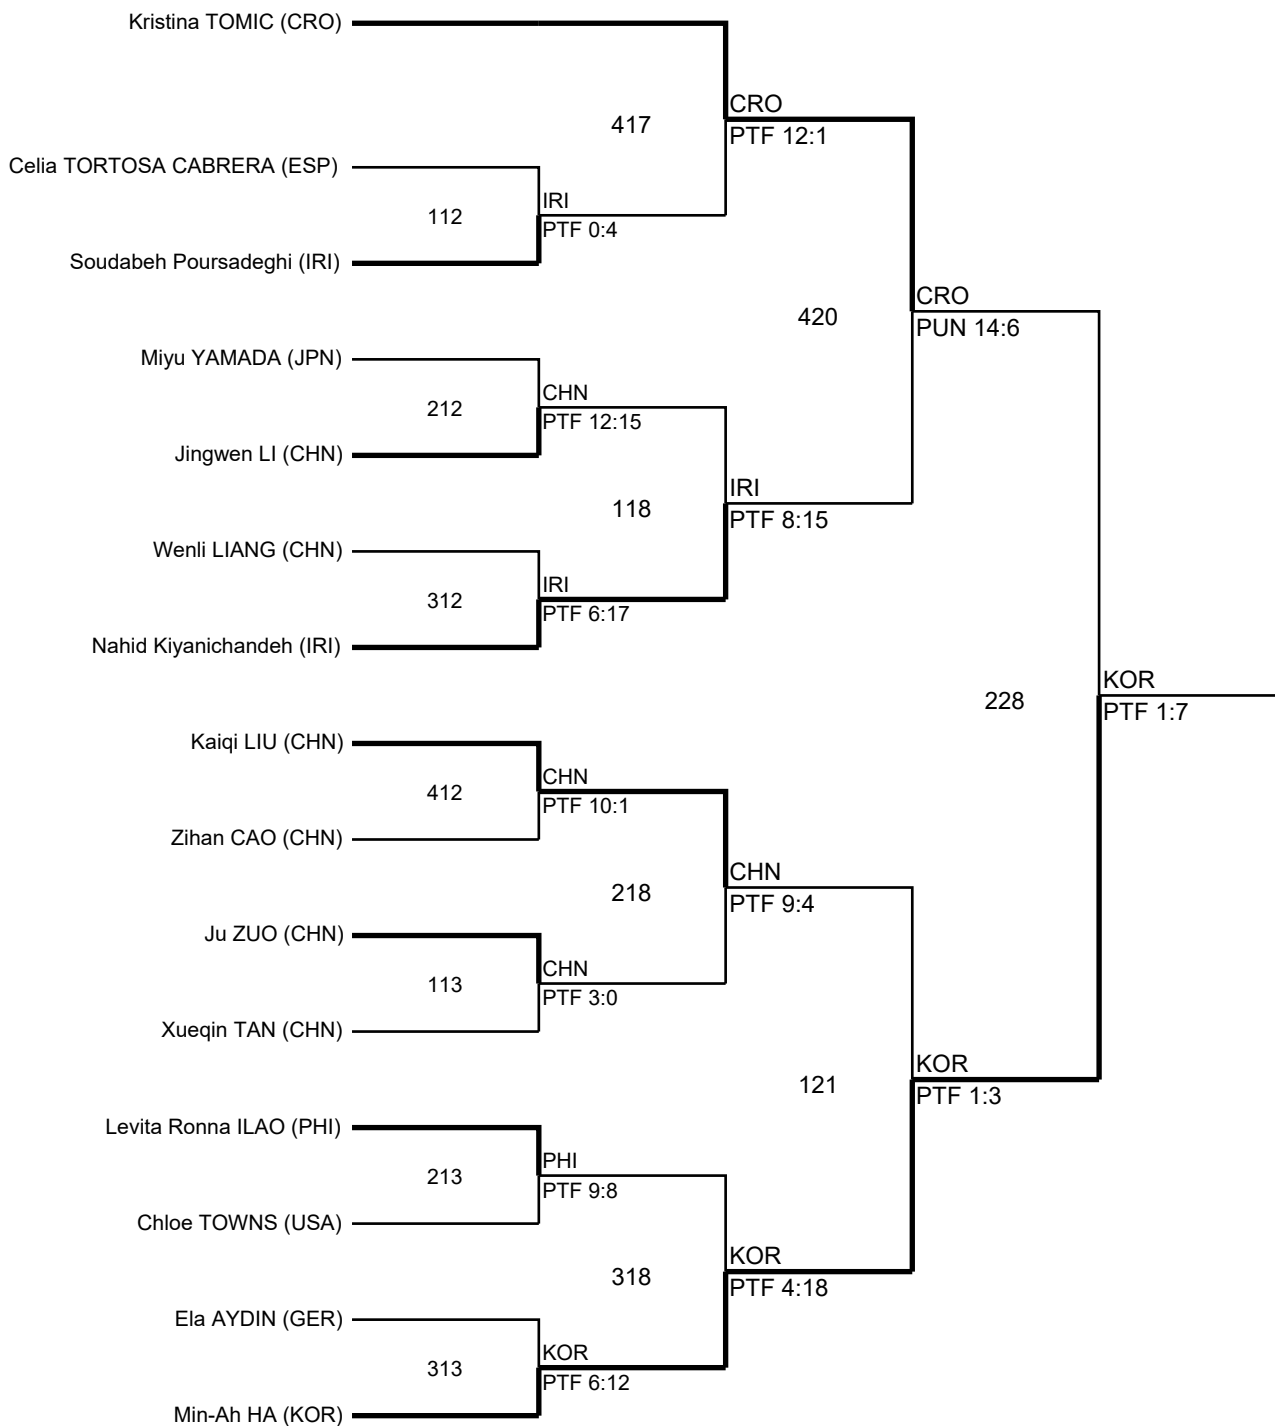 Kristina TOMIC (CRO)
CRO
417
PTF 12:1
Celia TORTOSA CABRERA (ESP)
IRI
112
PTF 0:4
Soudabeh Poursadeghi (IRI)
CRO
420
PUN 14:6
Miyu YAMADA (JPN)
CHN
212
PTF 12:15
Jingwen LI (CHN)
IRI
118
PTF 8:15
Wenli LIANG (CHN)
IRI
312
PTF 6:17
Nahid Kiyanichandeh (IRI)
KOR
228
PTF 1:7
Kaiqi LIU (CHN)
CHN
412
PTF 10:1
Zihan CAO (CHN)
CHN
218
PTF 9:4
Ju ZUO (CHN)
CHN
113
PTF 3:0
Xueqin TAN (CHN)
KOR
121
PTF 1:3
Levita Ronna ILAO (PHI)
PHI
213
PTF 9:8
Chloe TOWNS (USA)
KOR
318
PTF 4:18
Ela AYDIN (GER)
KOR
313
PTF 6:12
Min-Ah HA (KOR)